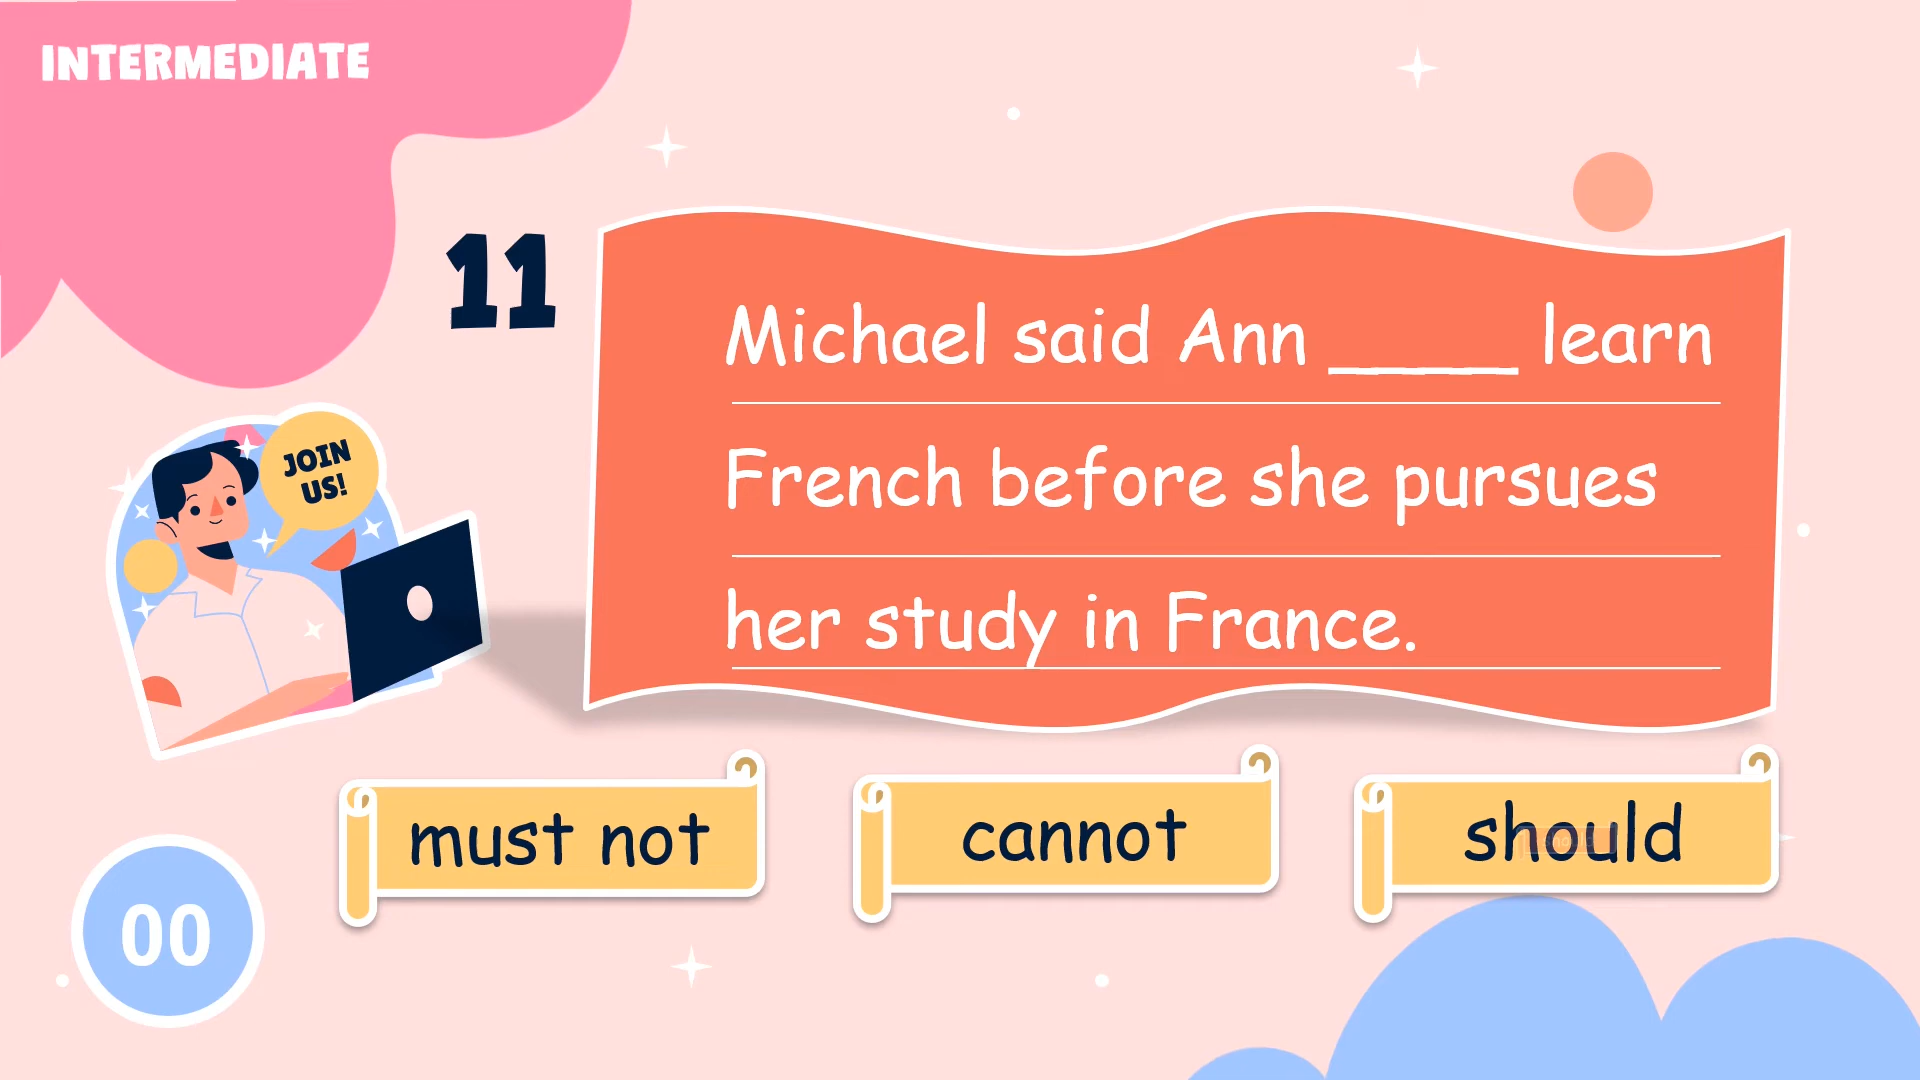 INTERMEDIATE
11
Michael said Ann _____ learn
French before she pursues
her study in France.
JOIN
US!
must not
cannot
should
00